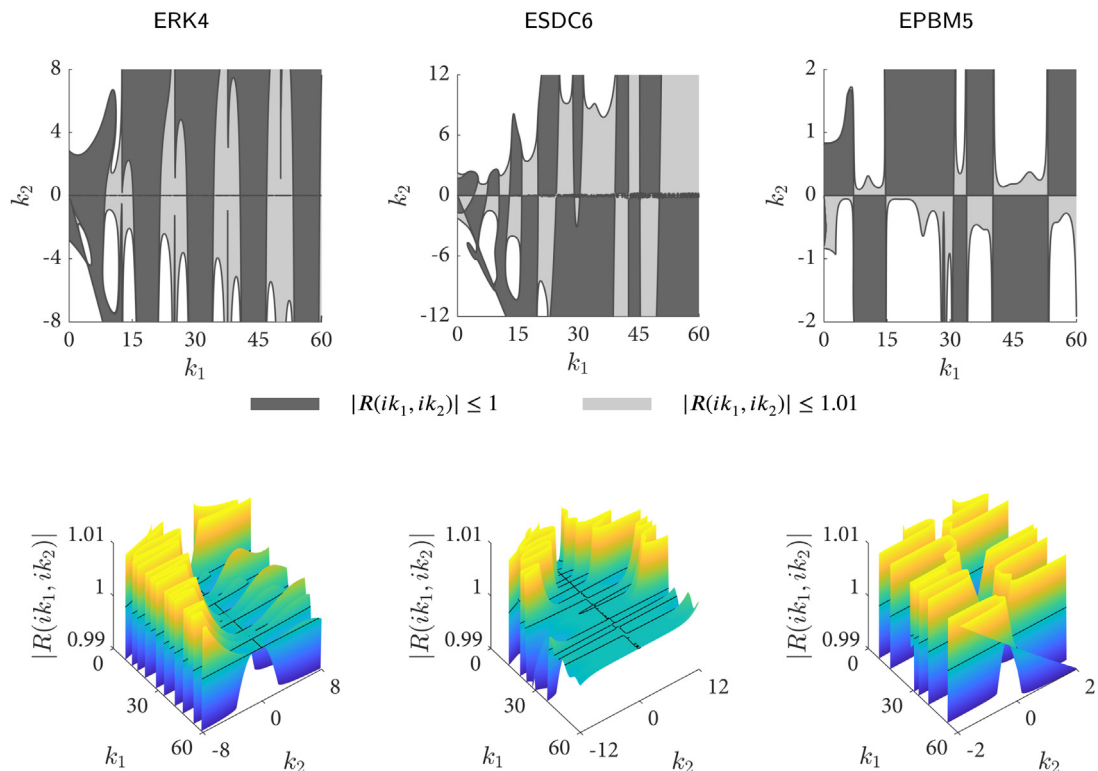 ERK4
ESDC6
EPBM5
8
4
0
-4
-8
k2
0 15 30 45 60
k1
12
6
0
-6
-12
k2
0 15 30 45 60
k1
2
1
0
-1
-2
k2
0 15 30 45 60
k1
|R(ik1, ik2)| ≤ 1
|R(ik1, ik2)| ≤ 1.01
|R(ik1, ik2)|
1.01
1
0.99
0
30
60
k1
-8
0
8
k2
|R(ik1, ik2)|
1.01
1
0.99
0
30
60
k1
-12
0
12
k2
|R(ik1, ik2)|
1.01
1
0.99
0
30
60
k1
-2
0
2
k2